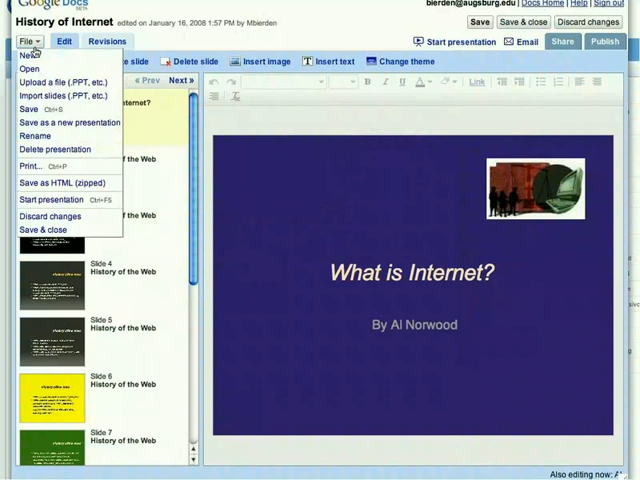 Google Docs
BETA
bierden@augsburg.edu | Docs Home | Help | Sign out
History of Internet edited on January 16, 2008 1:57 PM by Mbierden
Save Save & close Discard changes
File Edit Revisions
Start presentation Email Share Publish
New
Open
Upload a file (.PPT, etc.)
Import slides (.PPT, etc.)
Save Ctrl+S
Save as a new presentation
Rename
Delete presentation
Print... Ctrl+P
Save as HTML (zipped)
Start presentation Ctrl+F5
Discard changes
Save & close
te slide Delete slide Insert image Insert text Change theme
« Prev Next »
B I U A Link
ternet?
y of the Web
y of the Web
Slide 4
History of the Web
Slide 5
History of the Web
Slide 6
History of the Web
Slide 7
History of the Web
What is Internet?
By Al Norwood
Also editing now: